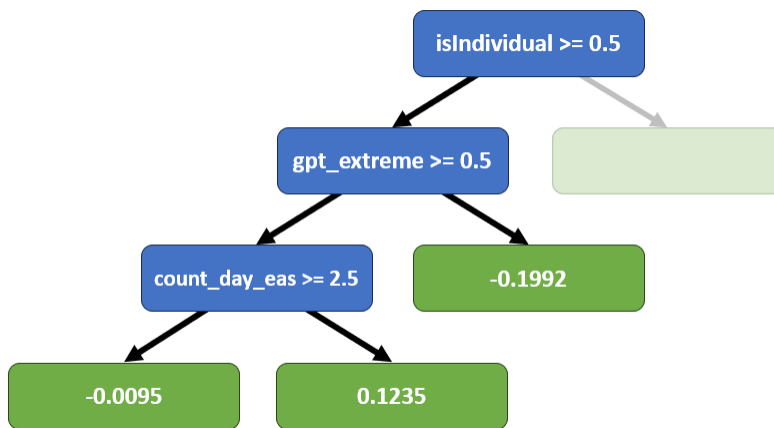 isIndividual >= 0.5
gpt_extreme >= 0.5
count_day_eas >= 2.5
-0.1992
-0.0095
0.1235